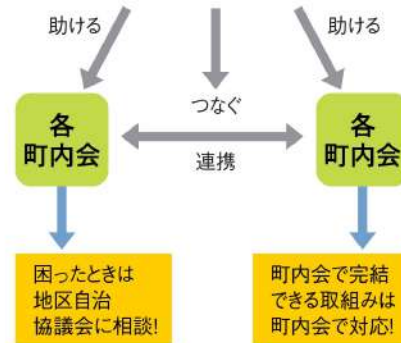 助ける
助ける
つなぐ
連携
各
町内会
各
町内会
困ったときは
地区自治
協議会に相談!
町内会で完結
できる取組みは
町内会で対応!